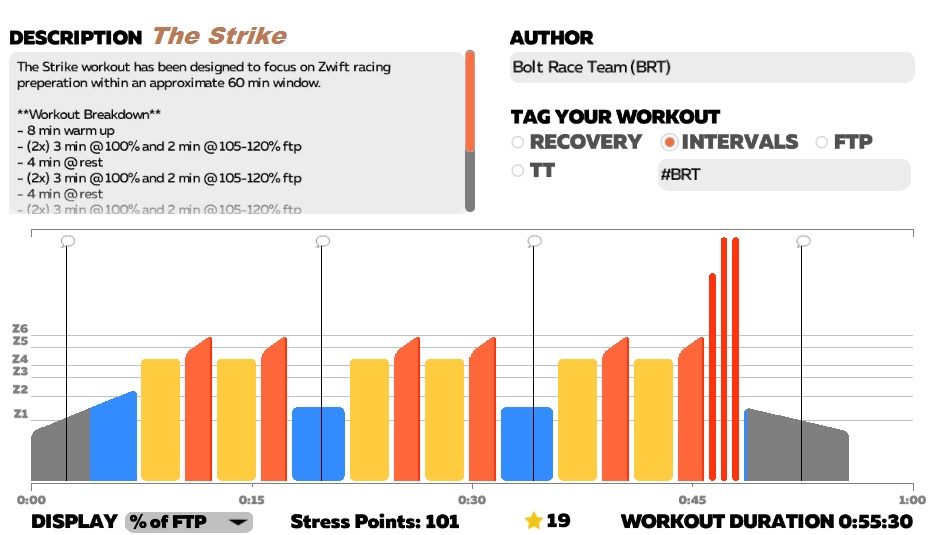 DESCRIPTION The Strike
The Strike workout has been designed to focus on Zwift racing
preperation within an approximate 60 min window.
**Workout Breakdown**
- 8 min warm up
- (2x) 3 min @ 100% and 2 min @ 105-120% ftp
- 4 min @ rest
- (2x) 3 min @ 100% and 2 min @ 105-120% ftp
- 4 min @ rest
- (2x) 3 min @ 100% and 2 min @ 105-120% ftp
AUTHOR
Bolt Race Team (BRT)
TAG YOUR WORKOUT
RECOVERY INTERVALS FTP
TT #BRT
Z6
Z5
Z4
Z3
Z2
Z1
0:00 0:15 0:30 0:45 1:00
DISPLAY % of FTP Stress Points: 101 19 WORKOUT DURATION 0:55:30